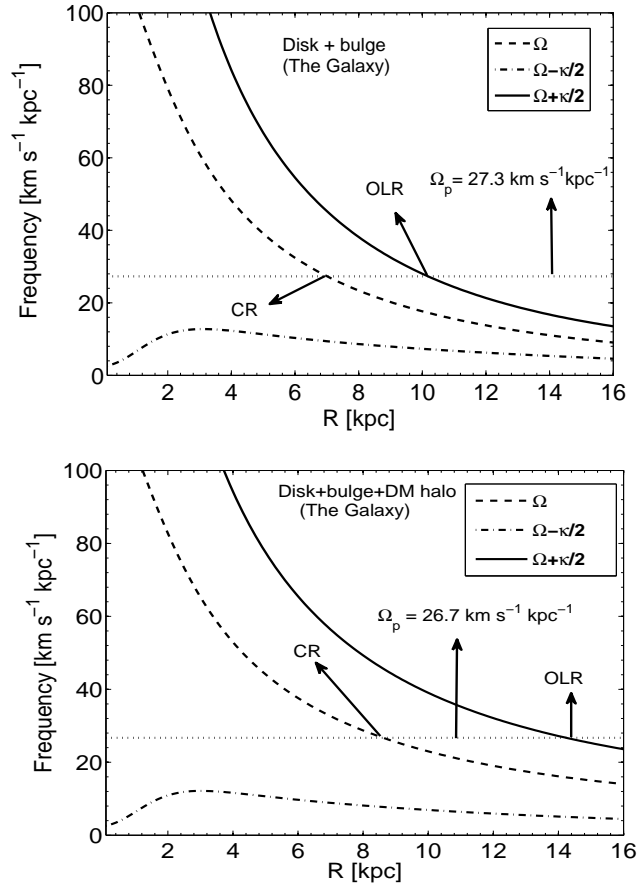 100
80
60
40
20
0
Frequency [km s⁻¹ kpc⁻¹]
Disk + bulge
(The Galaxy)
Ω
Ω−κ/2
Ω+κ/2
Ωₚ = 27.3 km s⁻¹kpc⁻¹
OLR
CR
2 4 6 8 10 12 14 16
R [kpc]
100
80
60
40
20
0
Frequency [km s⁻¹ kpc⁻¹]
Disk+bulge+DM halo
(The Galaxy)
Ω
Ω−κ/2
Ω+κ/2
Ωₚ = 26.7 km s⁻¹ kpc⁻¹
CR
OLR
2 4 6 8 10 12 14 16
R [kpc]